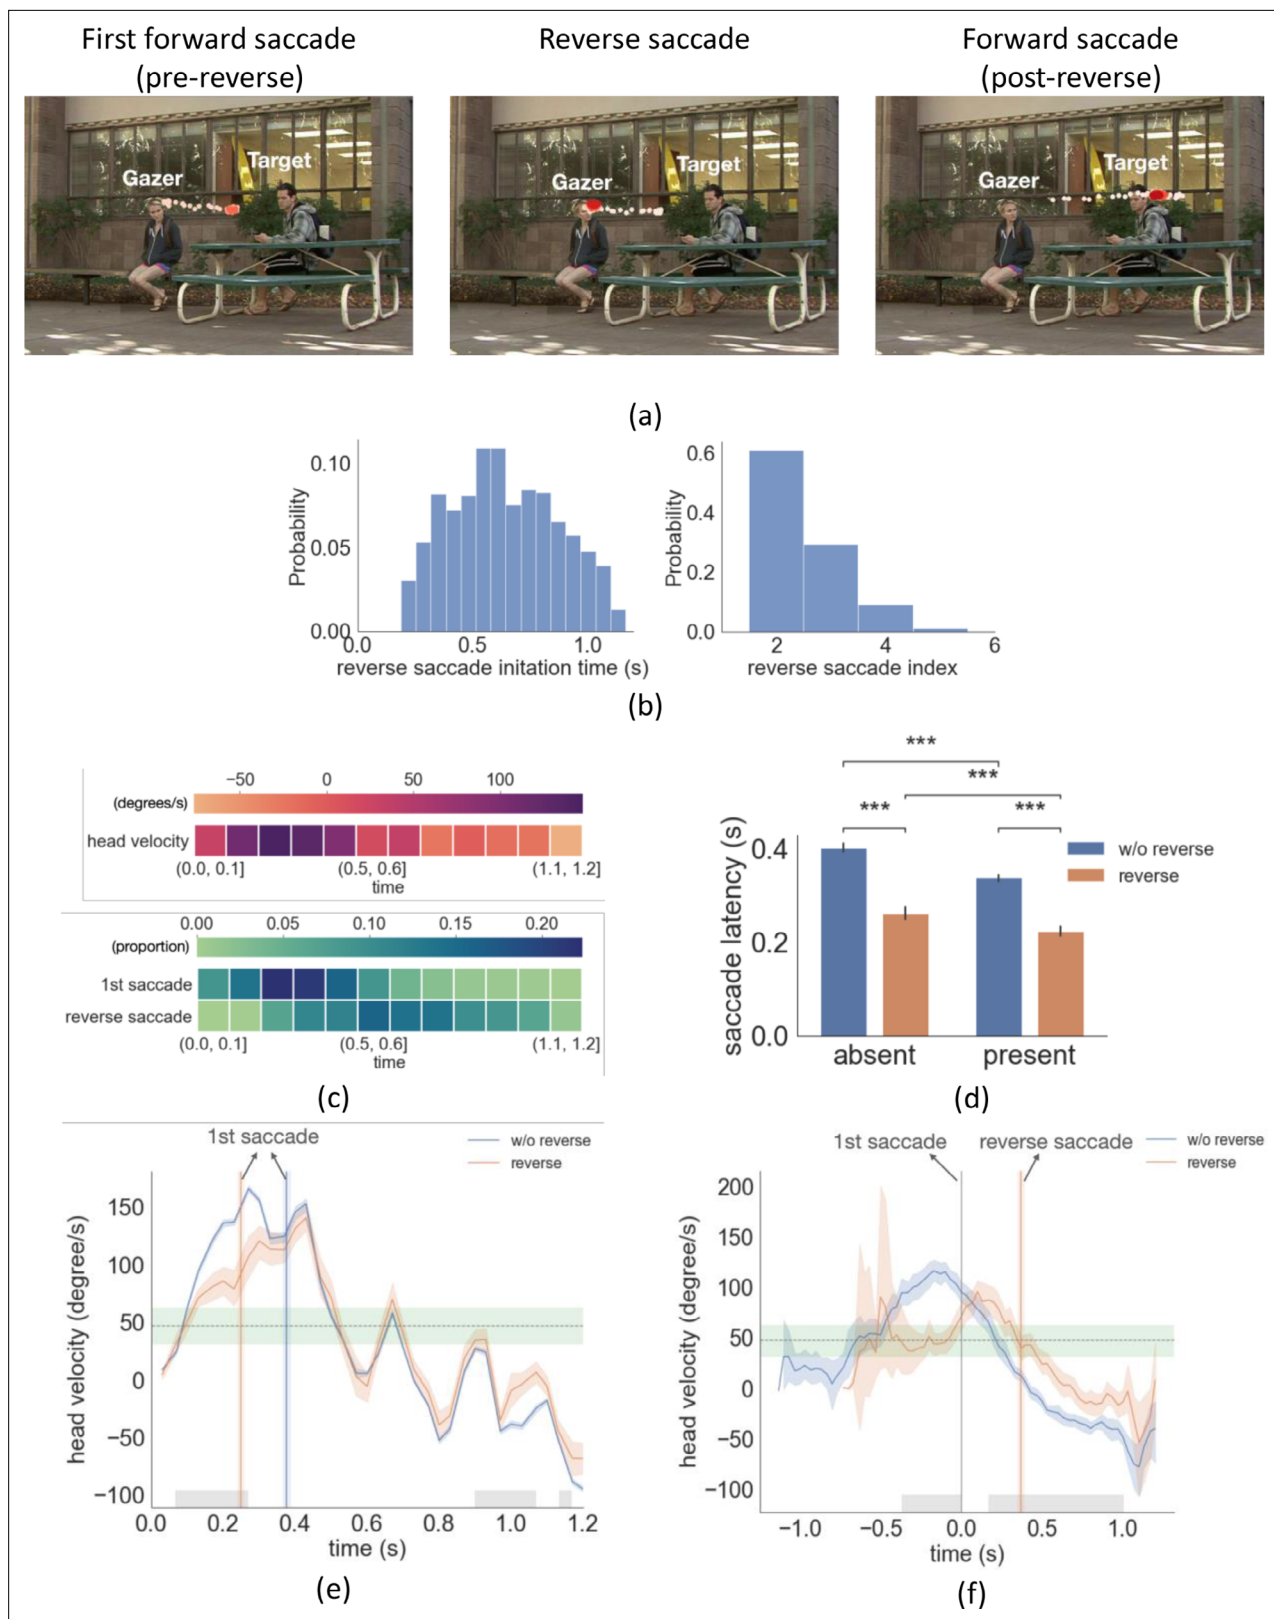 First forward saccade
(pre-reverse)
Reverse saccade
Forward saccade
(post-reverse)
Gazer
Target
Gazer
Target
Gazer
Target
(a)
Probability
0.10
0.05
0.00
0.0
0.5
1.0
reverse saccade initation time (s)
Probability
0.6
0.4
0.2
0.0
2
4
6
reverse saccade index
(b)
−50
0
50
100
(degrees/s)
head velocity
(0.0, 0.1]
(0.5, 0.6]
(1.1, 1.2]
time
0.00
0.05
0.10
0.15
0.20
(proportion)
1st saccade
reverse saccade
(0.0, 0.1]
(0.5, 0.6]
(1.1, 1.2]
time
(c)
***
***
***
***
saccade latency (s)
0.4
0.2
0.0
w/o reverse
reverse
absent
present
(d)
1st saccade
w/o reverse
reverse
head velocity (degree/s)
150
100
50
0
−50
−100
0.0
0.2
0.4
0.6
0.8
1.0
1.2
time (s)
(e)
1st saccade
reverse saccade
w/o reverse
reverse
head velocity (degree/s)
200
150
100
50
0
−50
−100
−1.0
−0.5
0.0
0.5
1.0
time (s)
(f)